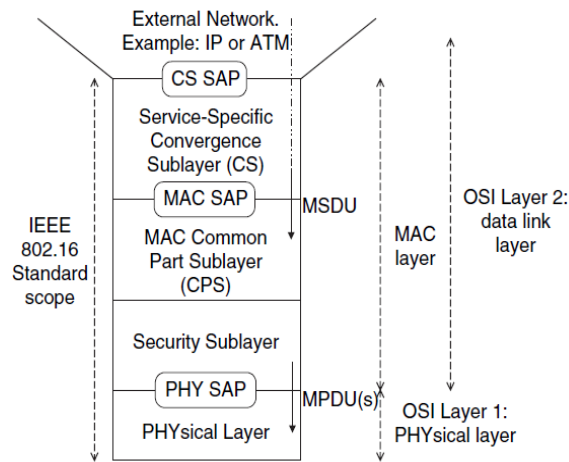 External Network.
Example: IP or ATM
CS SAP
Service-Specific
Convergence
Sublayer (CS)
MAC SAP
MSDU
MAC Common
Part Sublayer
(CPS)
Security Sublayer
PHY SAP
MPDU(s)
PHYsical Layer
IEEE
802.16
Standard
scope
MAC
layer
OSI Layer 2:
data link
layer
OSI Layer 1:
PHYsical layer